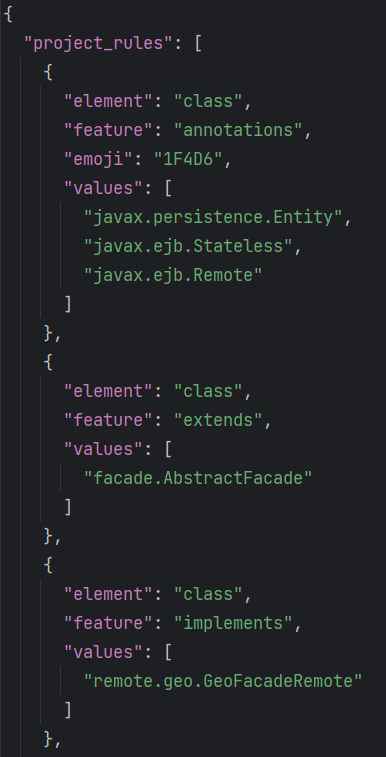 {
  "project_rules": [
    {
      "element": "class",
      "feature": "annotations",
      "emoji": "1F4D6",
      "values": [
        "javax.persistence.Entity",
        "javax.ejb.Stateless",
        "javax.ejb.Remote"
      ]
    },
    {
      "element": "class",
      "feature": "extends",
      "values": [
        "facade.AbstractFacade"
      ]
    },
    {
      "element": "class",
      "feature": "implements",
      "values": [
        "remote.geo.GeoFacadeRemote"
      ]
    },